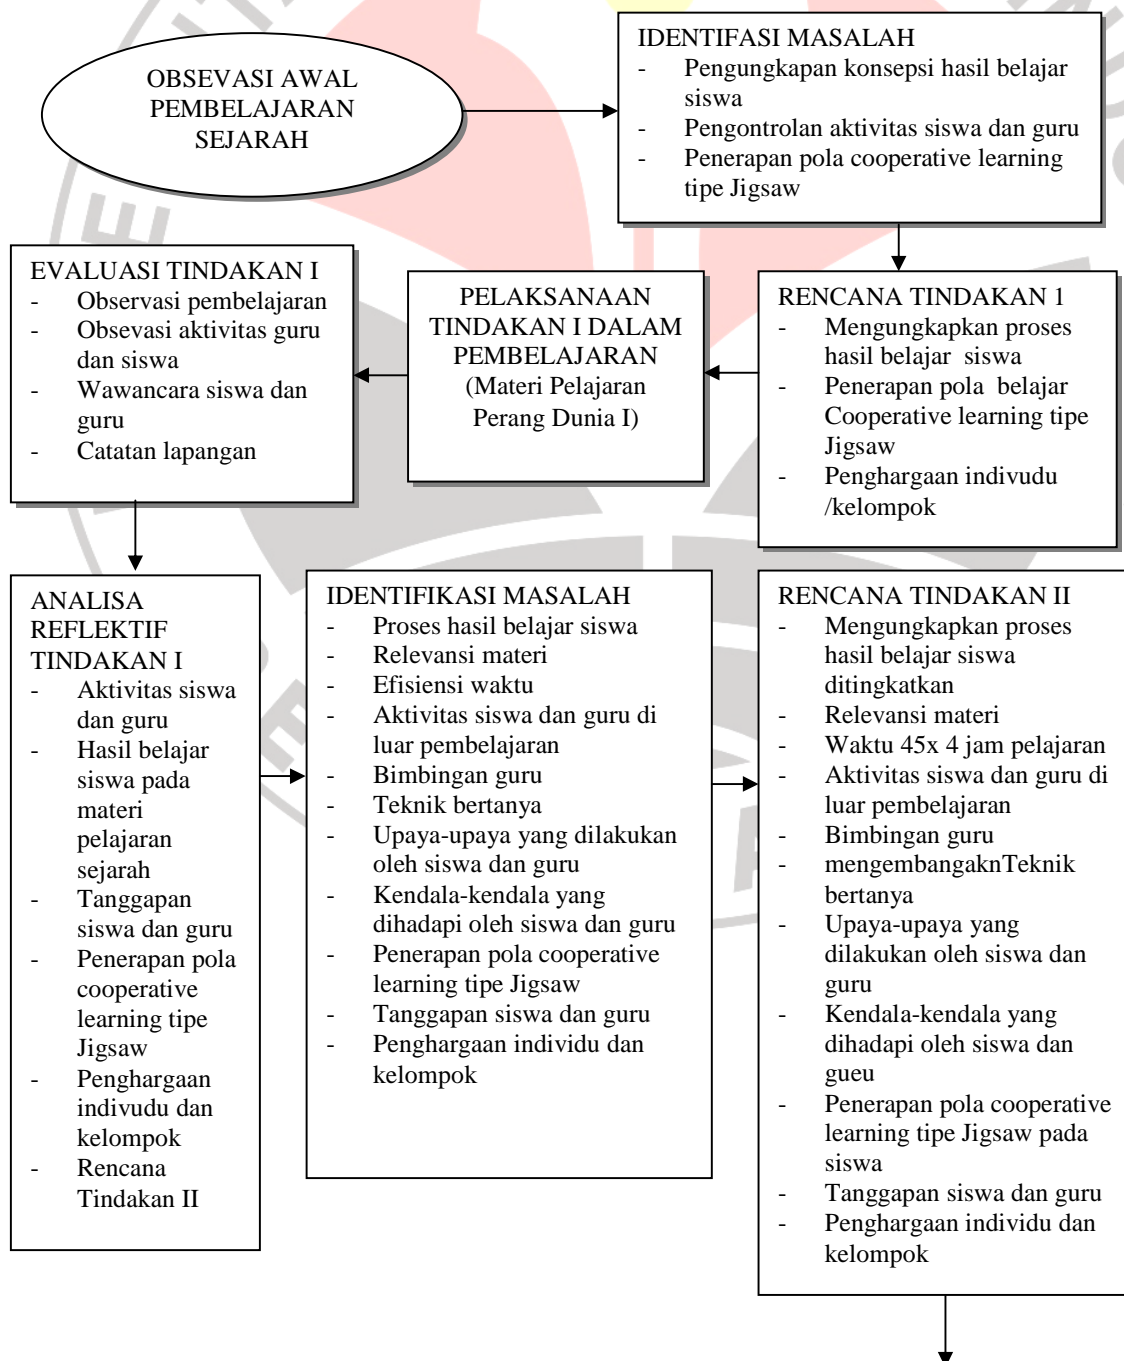 OBSEVASI AWAL
PEMBELAJARAN
SEJARAH
IDENTIFASI MASALAH
- Pengungkapan konsepsi hasil belajar
siswa
- Pengontrolan aktivitas siswa dan guru
- Penerapan pola cooperative learning
tipe Jigsaw
RENCANA TINDAKAN 1
- Mengungkapkan proses
hasil belajar siswa
- Penerapan pola belajar
Cooperative learning tipe
Jigsaw
- Penghargaan indivudu
/kelompok
PELAKSANAAN
TINDAKAN I DALAM
PEMBELAJARAN
(Materi Pelajaran
Perang Dunia I)
EVALUASI TINDAKAN I
- Observasi pembelajaran
- Obsevasi aktivitas guru
dan siswa
- Wawancara siswa dan
guru
- Catatan lapangan
ANALISA
REFLEKTIF
TINDAKAN I
- Aktivitas siswa
dan guru
- Hasil belajar
siswa pada
materi
pelajaran
sejarah
- Tanggapan
siswa dan guru
- Penerapan pola
cooperative
learning tipe
Jigsaw
- Penghargaan
indivudu dan
kelompok
- Rencana
Tindakan II
IDENTIFIKASI MASALAH
- Proses hasil belajar siswa
- Relevansi materi
- Efisiensi waktu
- Aktivitas siswa dan guru di
luar pembelajaran
- Bimbingan guru
- Teknik bertanya
- Upaya-upaya yang dilakukan
oleh siswa dan guru
- Kendala-kendala yang
dihadapi oleh siswa dan guru
- Penerapan pola cooperative
learning tipe Jigsaw
- Tanggapan siswa dan guru
- Penghargaan individu dan
kelompok
RENCANA TINDAKAN II
- Mengungkapkan proses
hasil belajar siswa
ditingkatkan
- Relevansi materi
- Waktu 45x 4 jam pelajaran
- Aktivitas siswa dan guru di
luar pembelajaran
- Bimbingan guru
- mengembangaknTeknik
bertanya
- Upaya-upaya yang
dilakukan oleh siswa dan
guru
- Kendala-kendala yang
dihadapi oleh siswa dan
gueu
- Penerapan pola cooperative
learning tipe Jigsaw pada
siswa
- Tanggapan siswa dan guru
- Penghargaan individu dan
kelompok